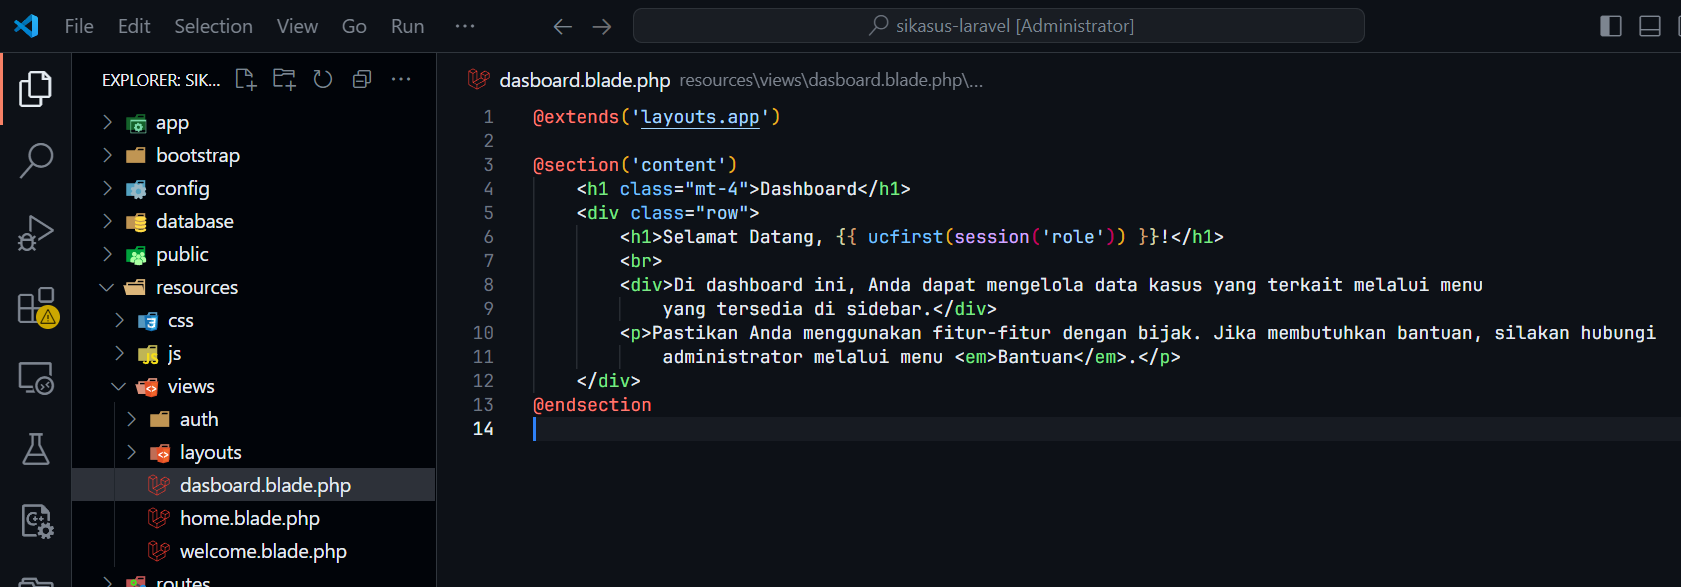 File Edit Selection View Go Run ···
sikasus-laravel [Administrator]
EXPLORER: SIK...
app
bootstrap
config
database
public
resources
css
js
views
auth
layouts
dasboard.blade.php
home.blade.php
welcome.blade.php
routes
dasboard.blade.php resources\views\dasboard.blade.php\...
1 @extends('layouts.app')
2
3 @section('content')
4 <h1 class="mt-4">Dashboard</h1>
5 <div class="row">
6 <h1>Selamat Datang, {{ ucfirst(session('role')) }}!</h1>
7 <br>
8 <div>Di dashboard ini, Anda dapat mengelola data kasus yang terkait melalui menu
9 yang tersedia di sidebar.</div>
10 <p>Pastikan Anda menggunakan fitur-fitur dengan bijak. Jika membutuhkan bantuan, silakan hubungi
11 administrator melalui menu <em>Bantuan</em>.</p>
12 </div>
13 @endsection
14